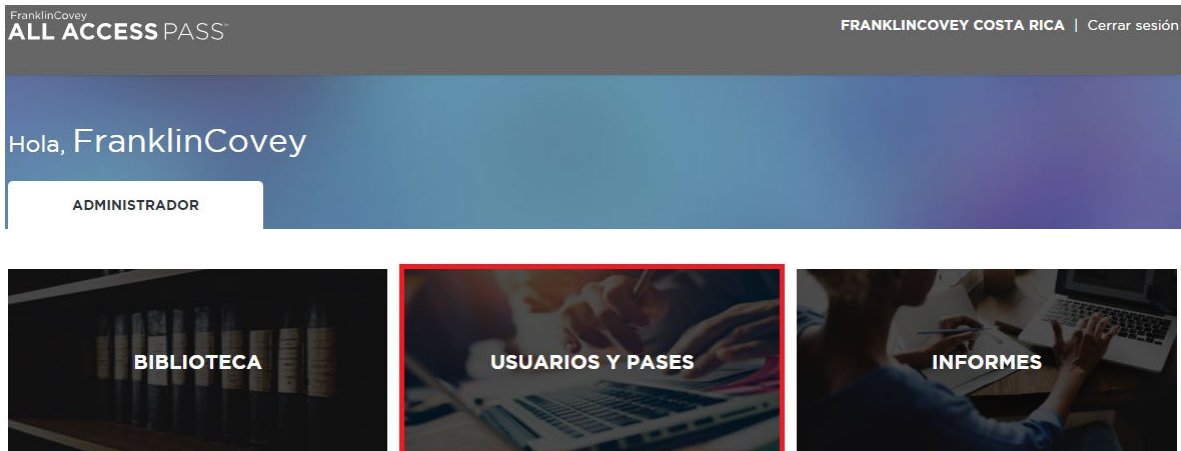 FranklinCovey
ALL ACCESS PASS™
FRANKLINCOVEY COSTA RICA | Cerrar sesión
Hola, FranklinCovey
ADMINISTRADOR
BIBLIOTECA
USUARIOS Y PASES
INFORMES